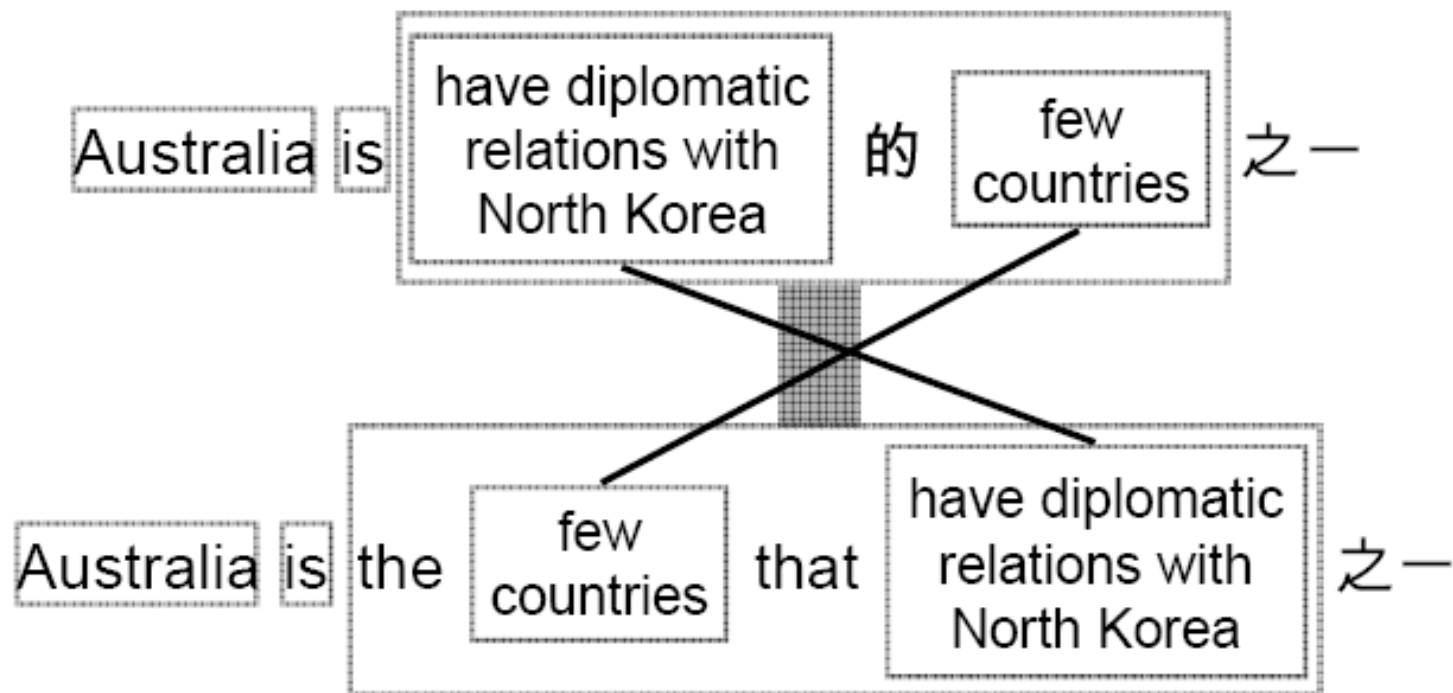 Australia is have diplomatic relations with North Korea 的 few countries 之一
Australia is the few countries that have diplomatic relations with North Korea 之一